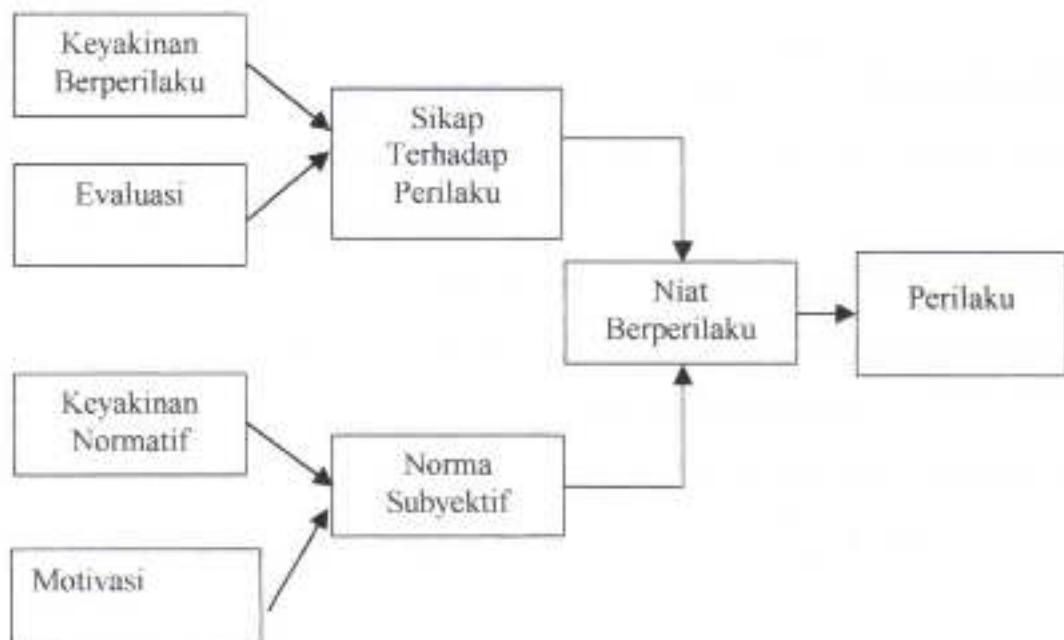 Keyakinan
Berperilaku
Evaluasi
Sikap
Terhadap
Perilaku
Niat
Berperilaku
Perilaku
Keyakinan
Normatif
Norma
Subyektif
Motivasi